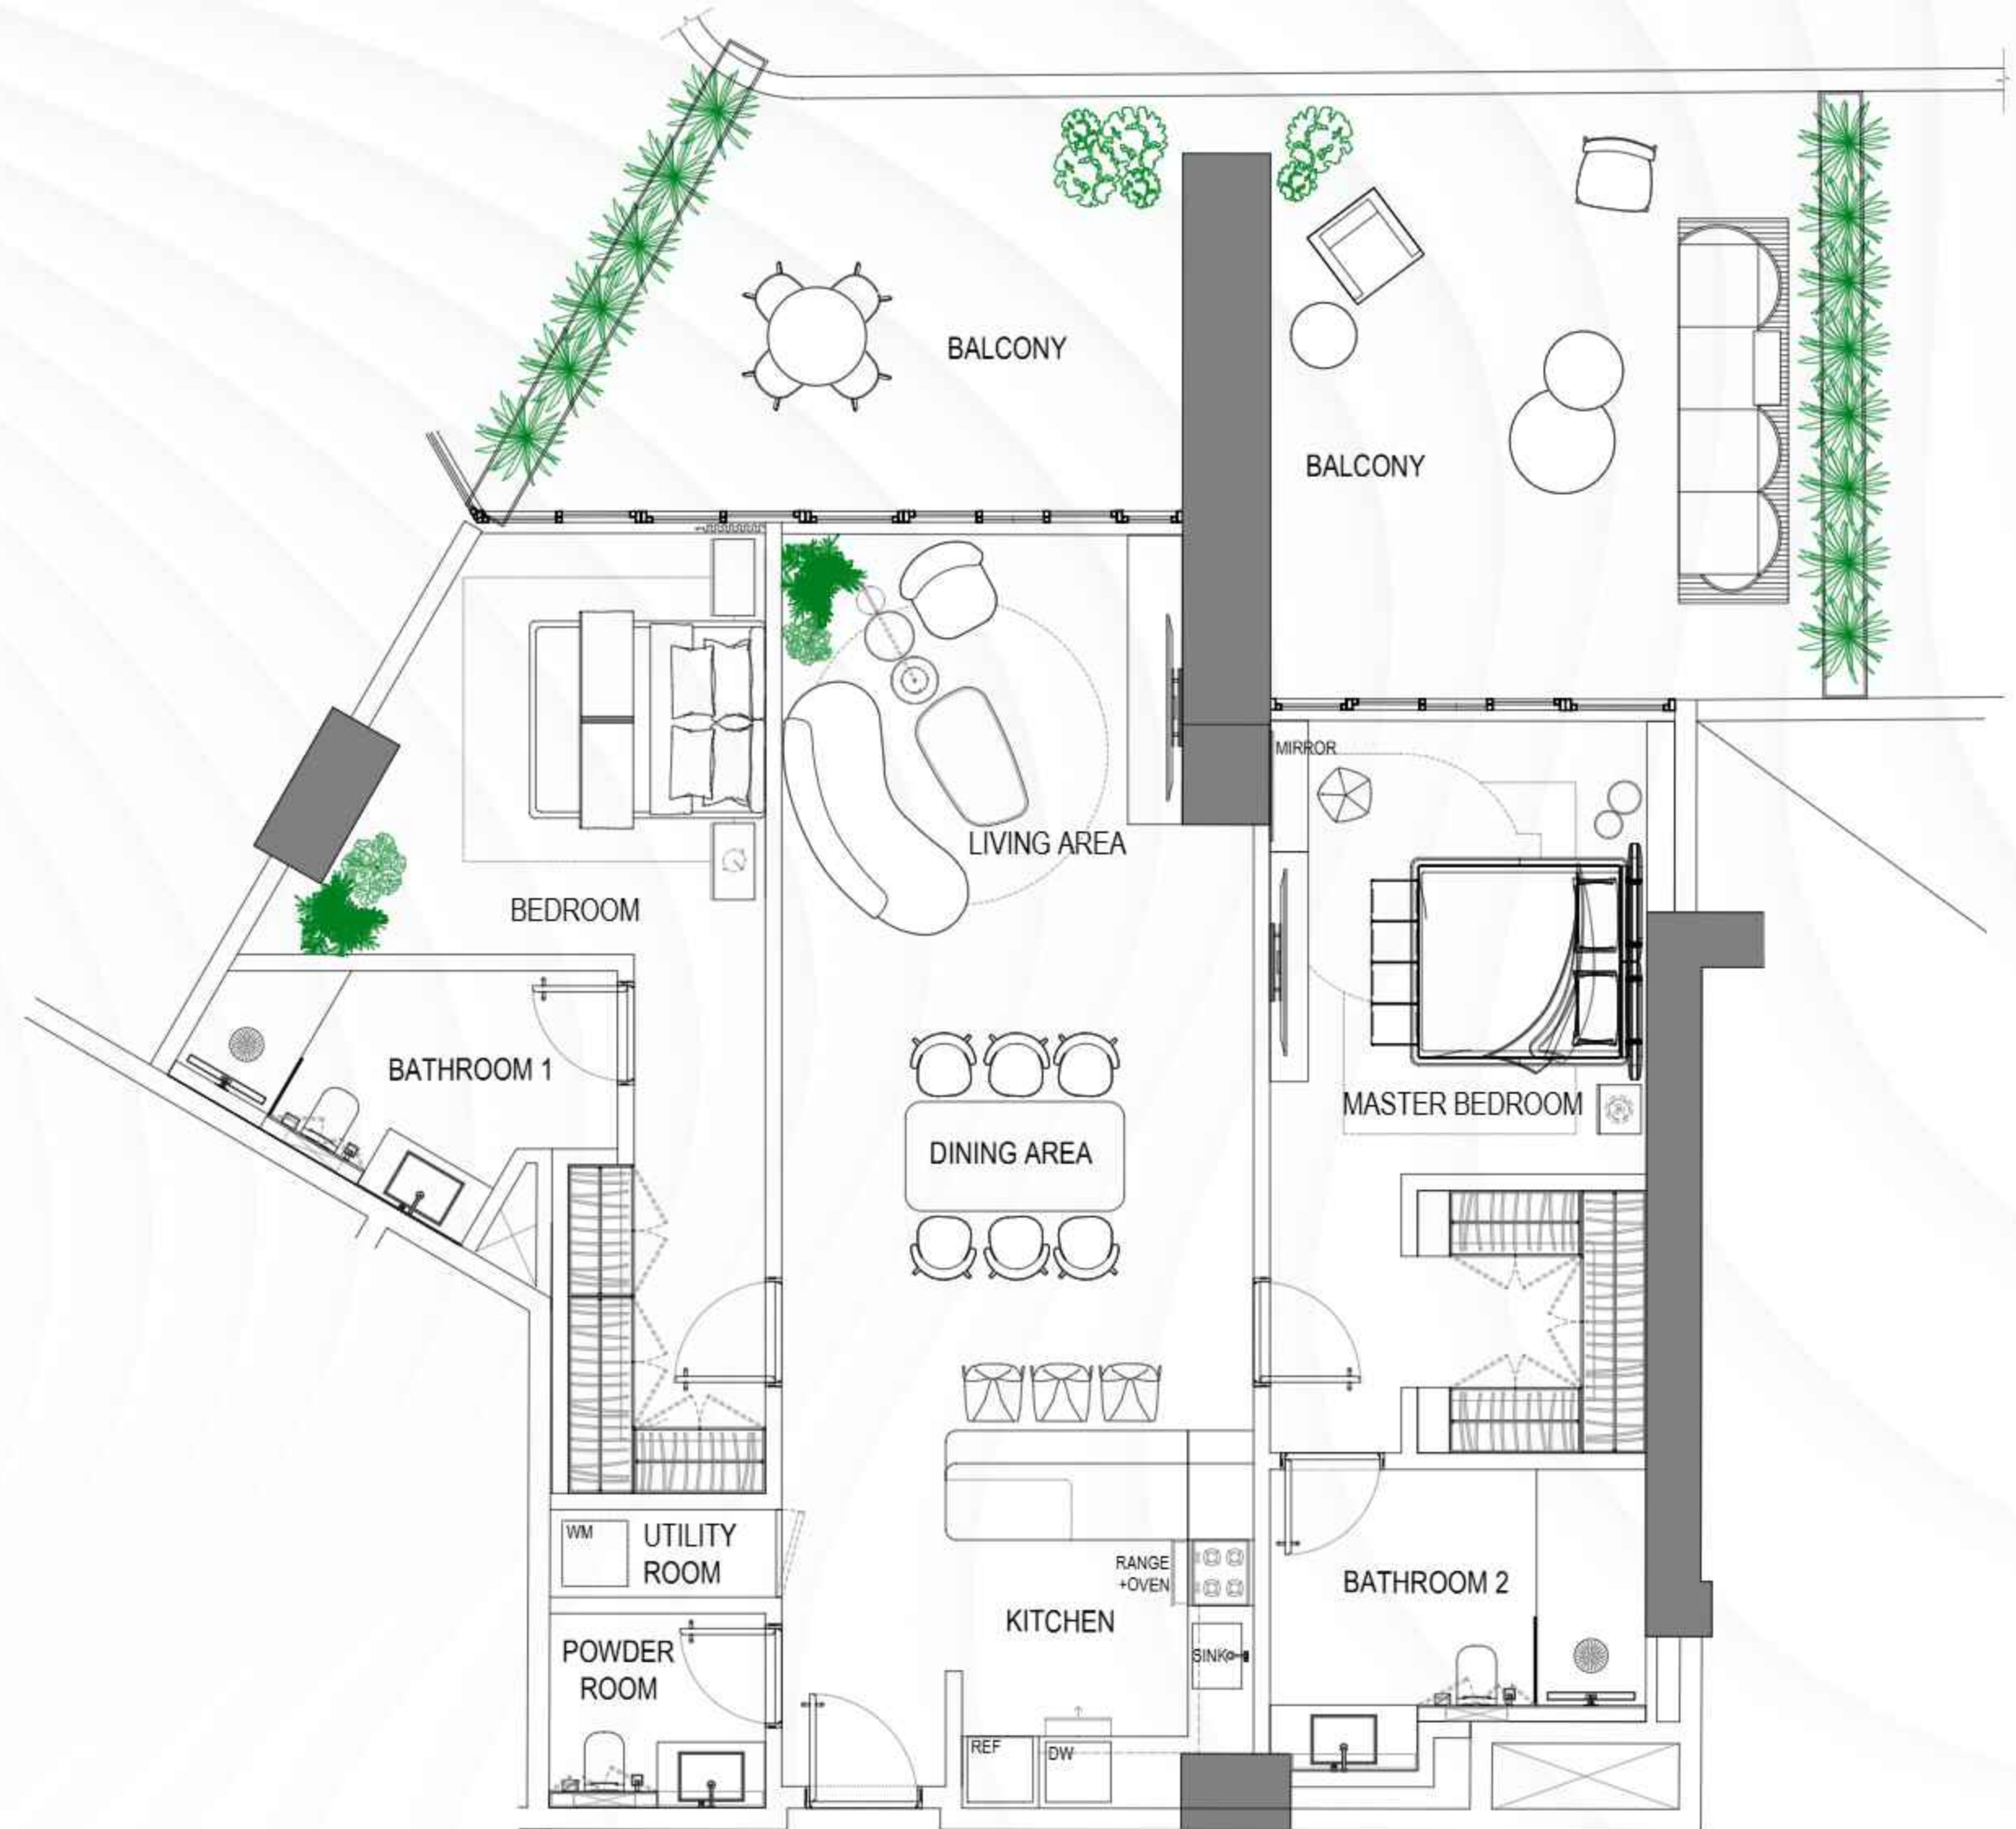 BALCONY
BALCONY
MIRROR
LIVING AREA
BEDROOM
BATHROOM 1
MASTER BEDROOM
DINING AREA
WM
UTILITY
ROOM
RANGE
+OVEN
BATHROOM 2
KITCHEN
SINK
POWDER
ROOM
REF
DW